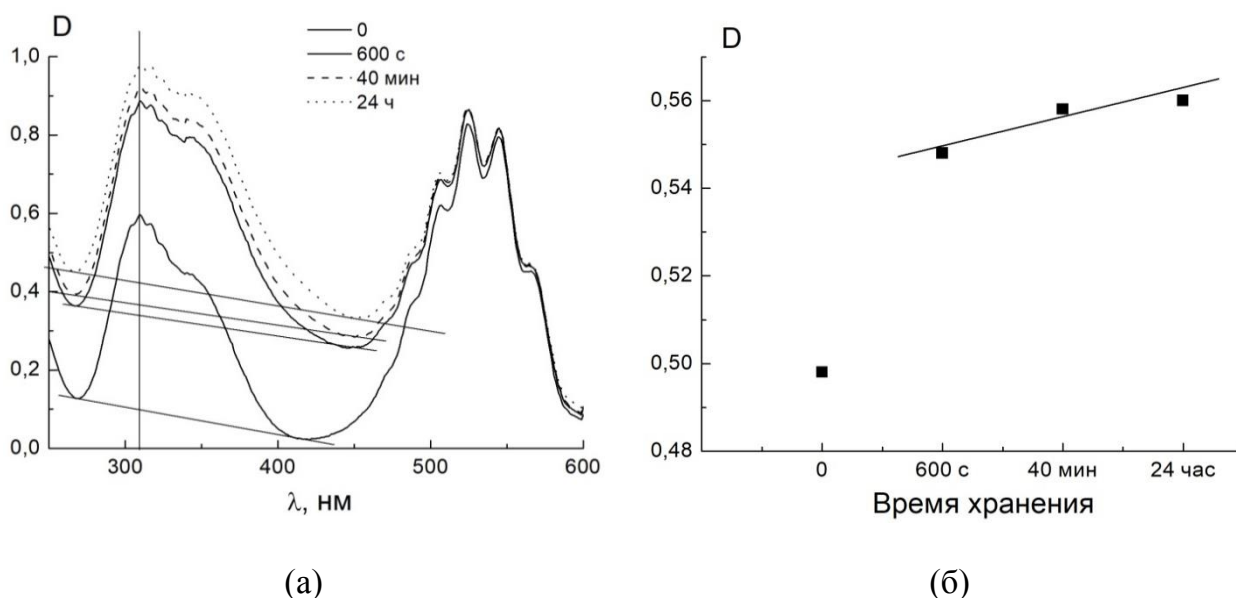 D
0
600 с
40 мин
24 ч
1,0
0,8
0,6
0,4
0,2
0,0
300
400
500
600
λ, нм
(а)
D
0,56
0,54
0,52
0,50
0,48
0
600 с
40 мин
24 час
Время хранения
(б)